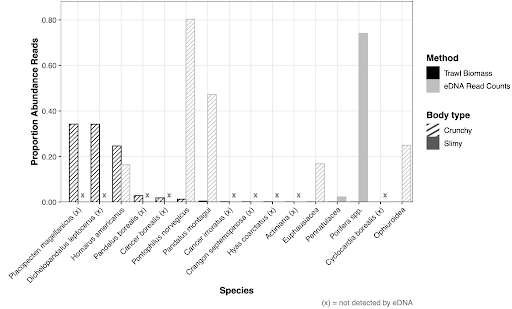 Proportion Abundance Reads
0.80
0.60
0.40
0.20
0.00
x x x x x x x x x x
Placopecten magellanicus (x)
Dichelopandalus leptocerus (x)
Homarus americanus
Pandalus borealis (x)
Cancer borealis (x)
Pontophilus norvegicus
Pandalus montagui
Cancer irroratus (x)
Crangon septemspinosa (x)
Hyas coarctatus (x)
Actiniaria (x)
Euphausiacea
Pennatulacea
Porifera spp.
Cyclocardia borealis (x)
Ophiuroidea
Species
Method
Trawl Biomass
eDNA Read Counts
Body type
Crunchy
Slimy
(x) = not detected by eDNA